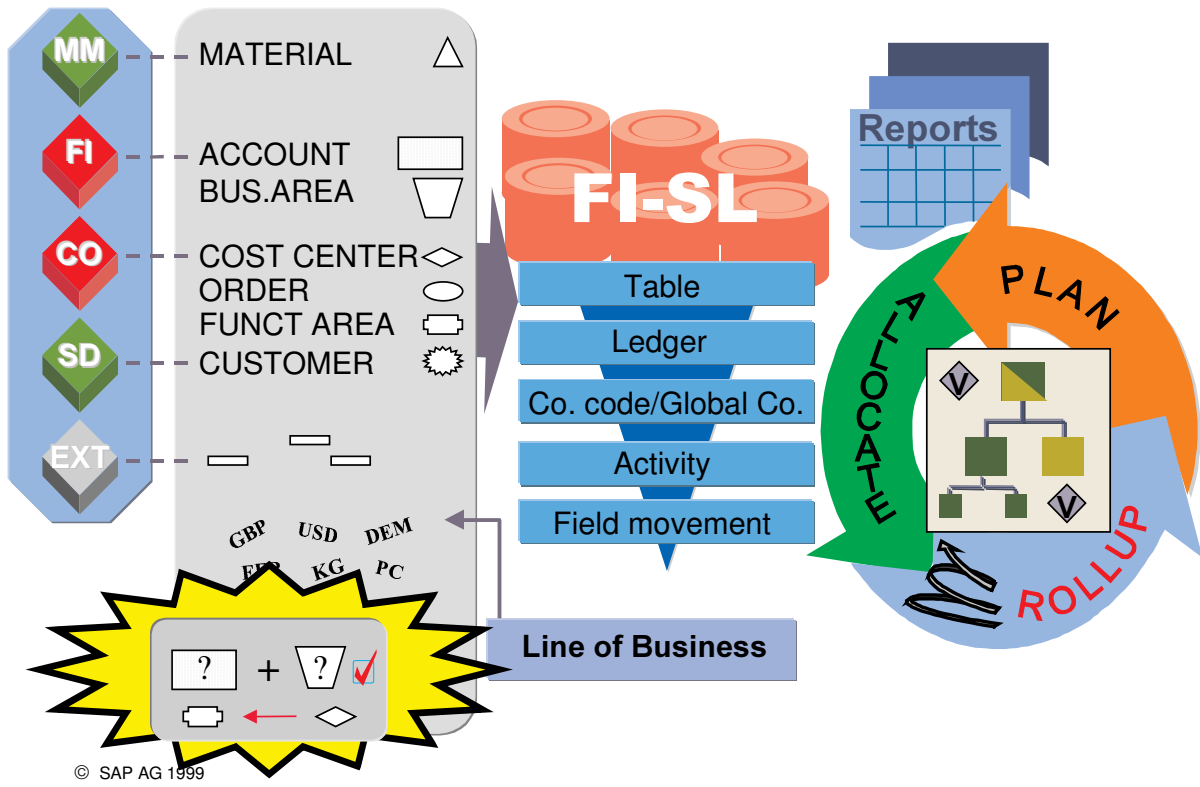 MM
MATERIAL
FI
ACCOUNT
BUS.AREA
CO
COST CENTER
ORDER
FUNCT AREA
SD
CUSTOMER
EXT
GBP USD DEM
KG PC
? + ?
FI-SL
Table
Ledger
Co. code/Global Co.
Activity
Field movement
Line of Business
Reports
PLAN
ALLOCATE
ROLLUP
V
V
© SAP AG 1999